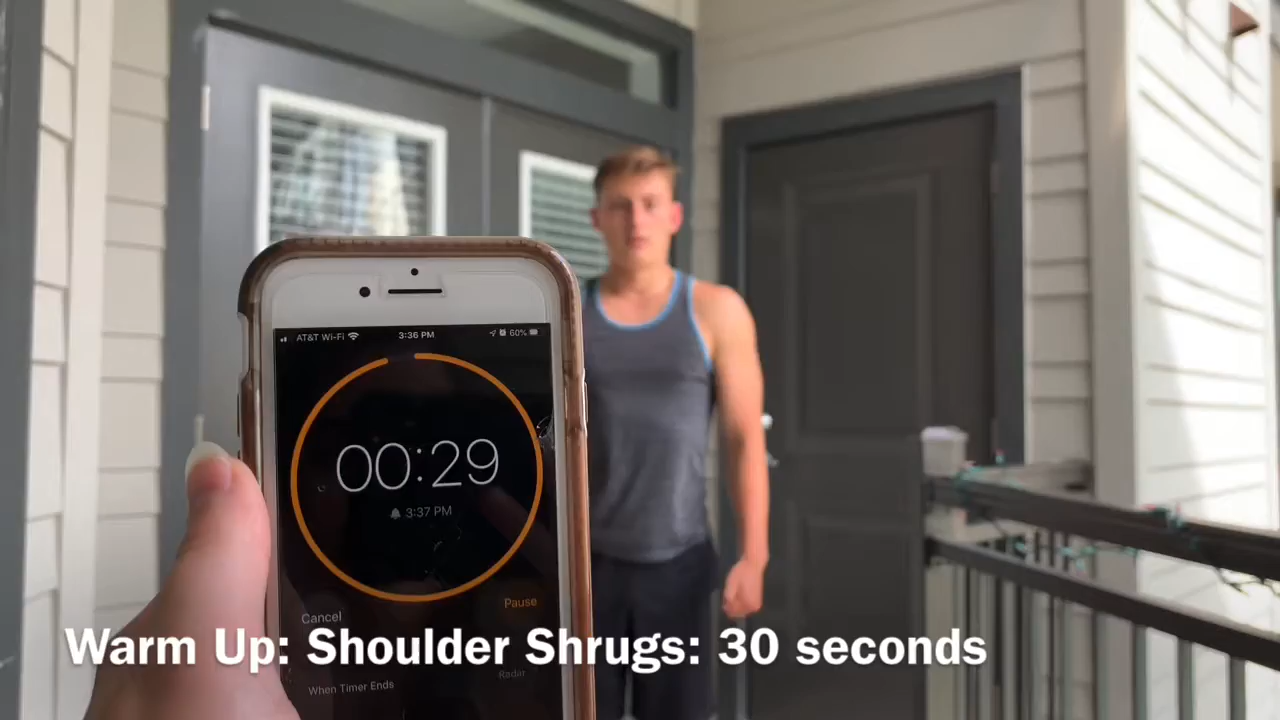 AT&T Wi-Fi 3:36 PM 60%
00:29
3:37 PM
Cancel Pause
Warm Up: Shoulder Shrugs: 30 seconds
When Timer Ends Radar